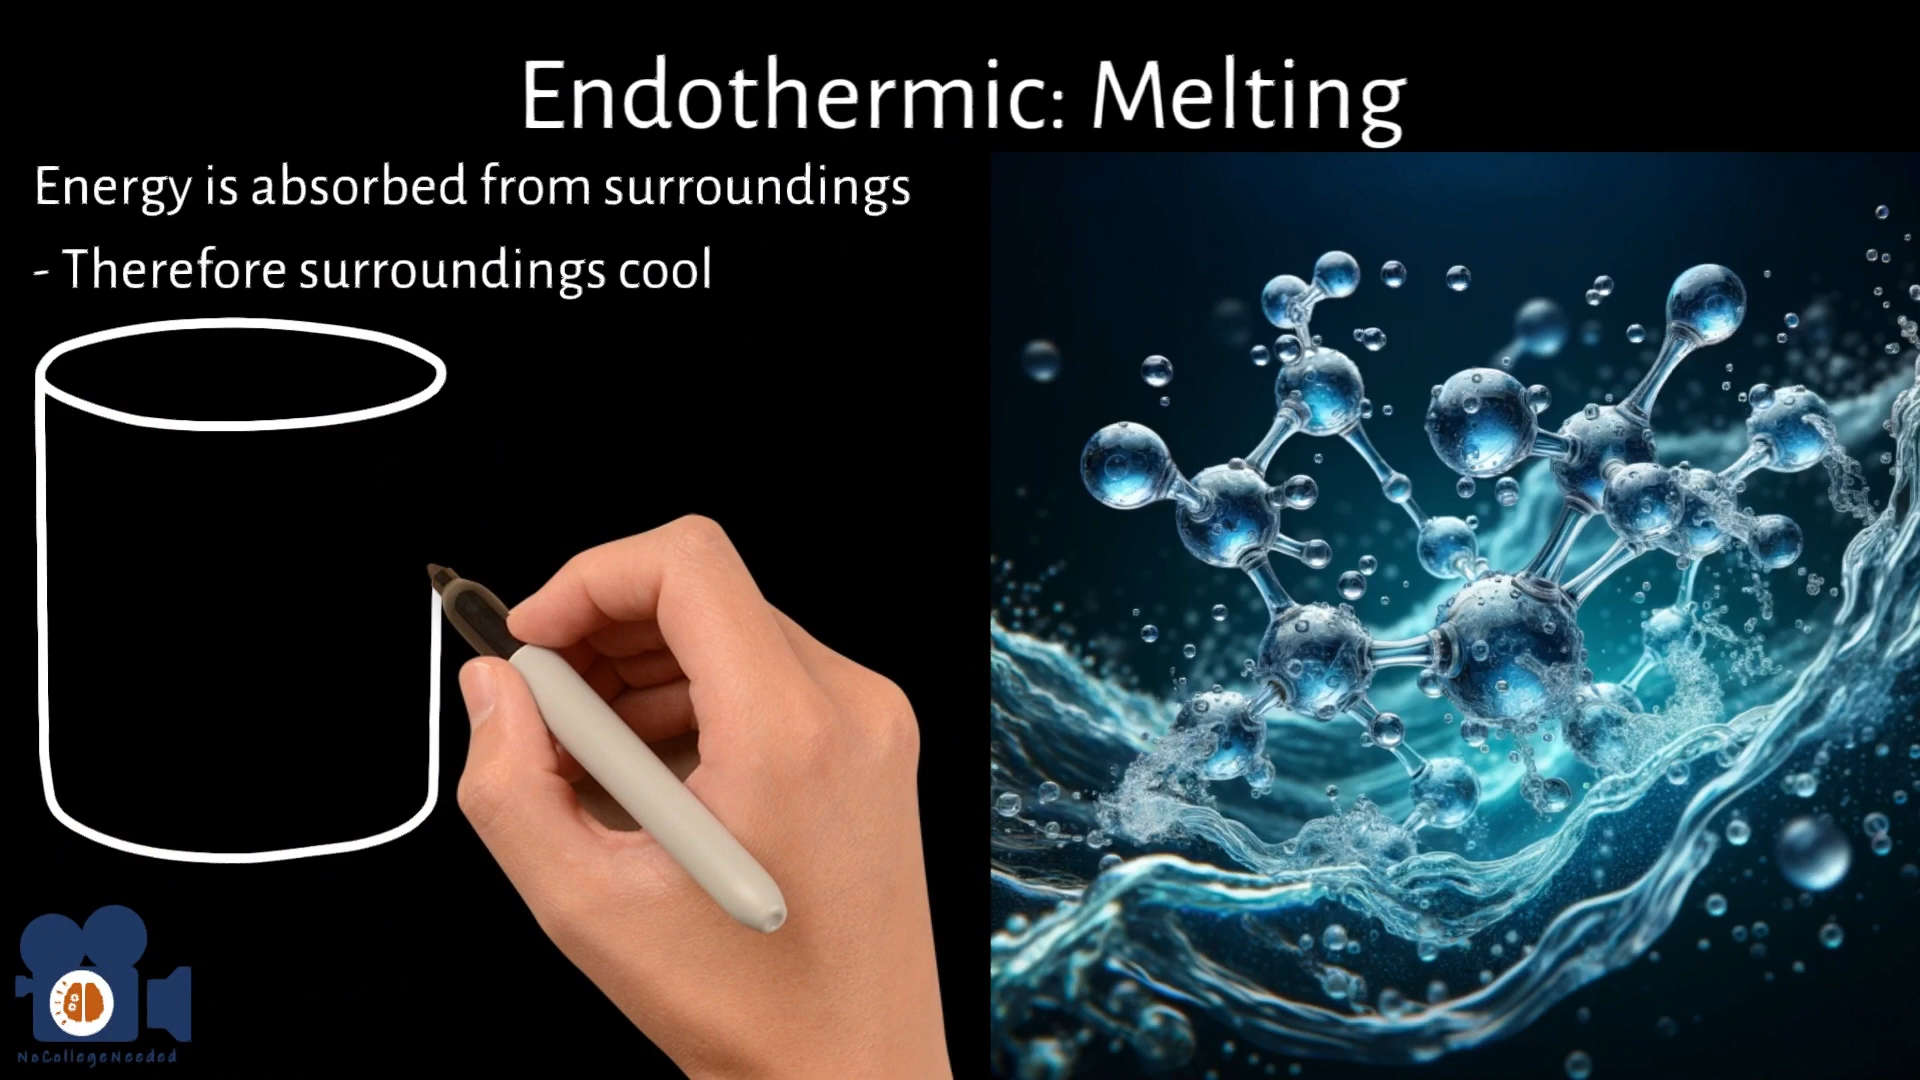 Endothermic: Melting
Energy is absorbed from surroundings
- Therefore surroundings cool
NoCollegeNeeded